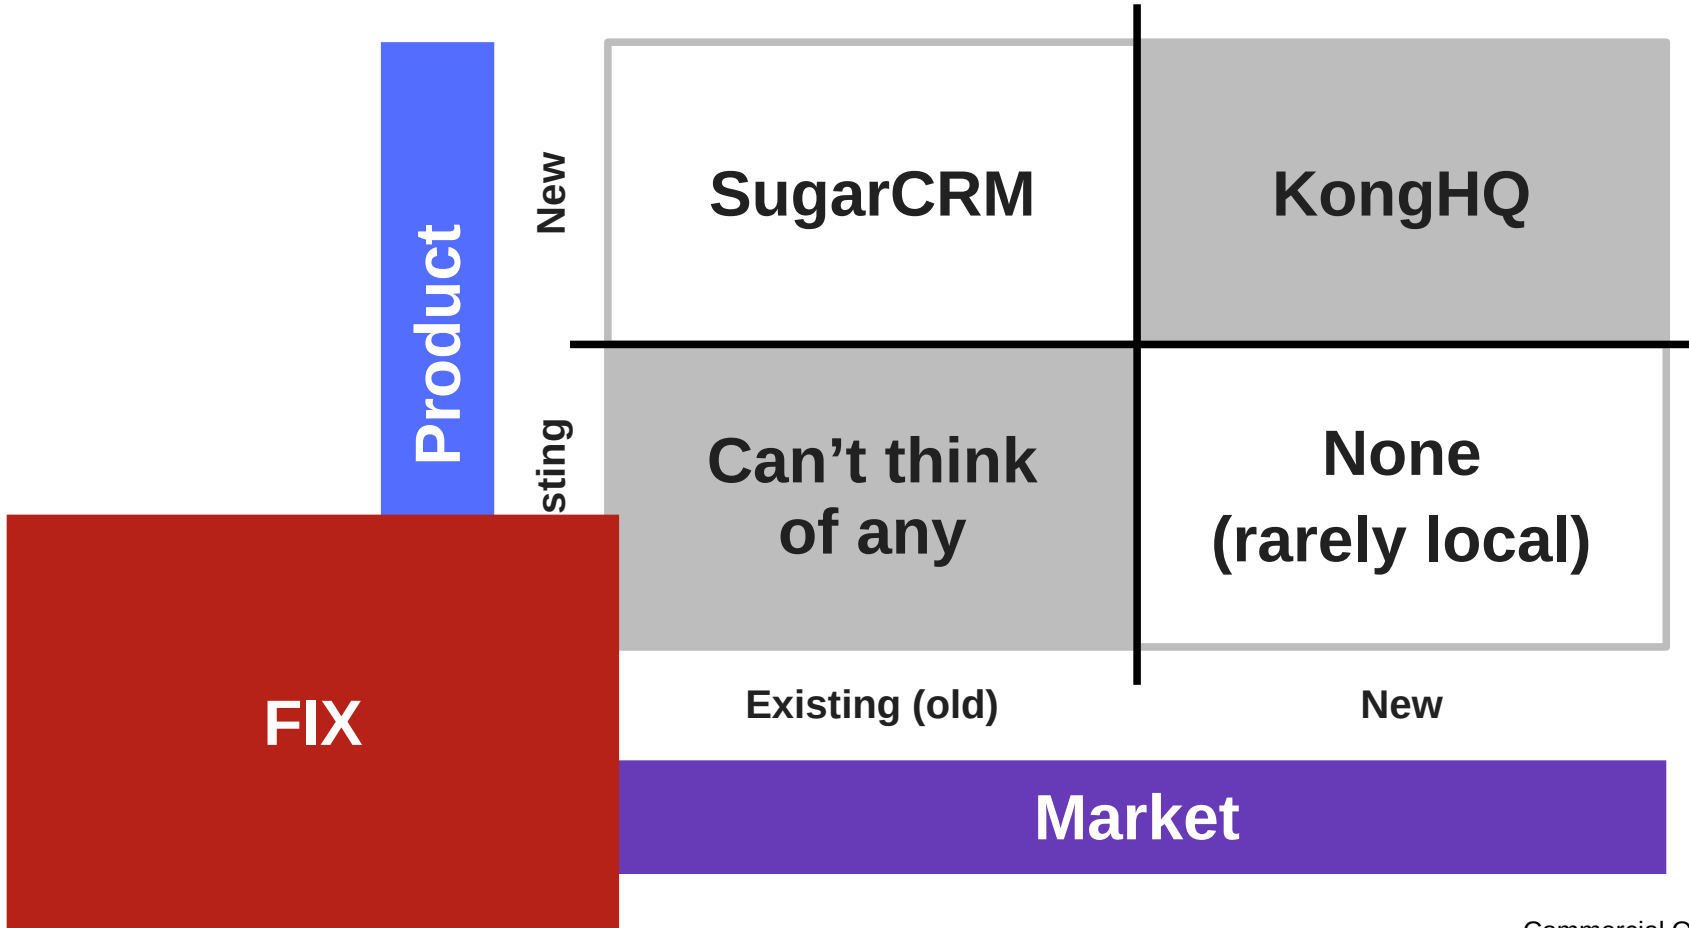 New
SugarCRM
KongHQ
Product
sting
Can’t think
of any
None
(rarely local)
Existing (old)
New
FIX
Market